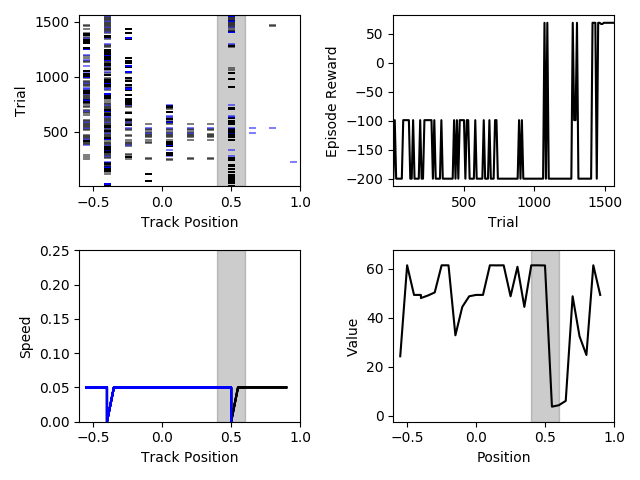 1500
1000
500
Trial
−0.5 0.0 0.5 1.0
Track Position
50
0
−50
−100
−150
−200
Episode Reward
500 1000 1500
Trial
0.25
0.20
0.15
0.10
0.05
0.00
Speed
−0.5 0.0 0.5 1.0
Track Position
60
40
20
0
Value
−0.5 0.0 0.5 1.0
Position